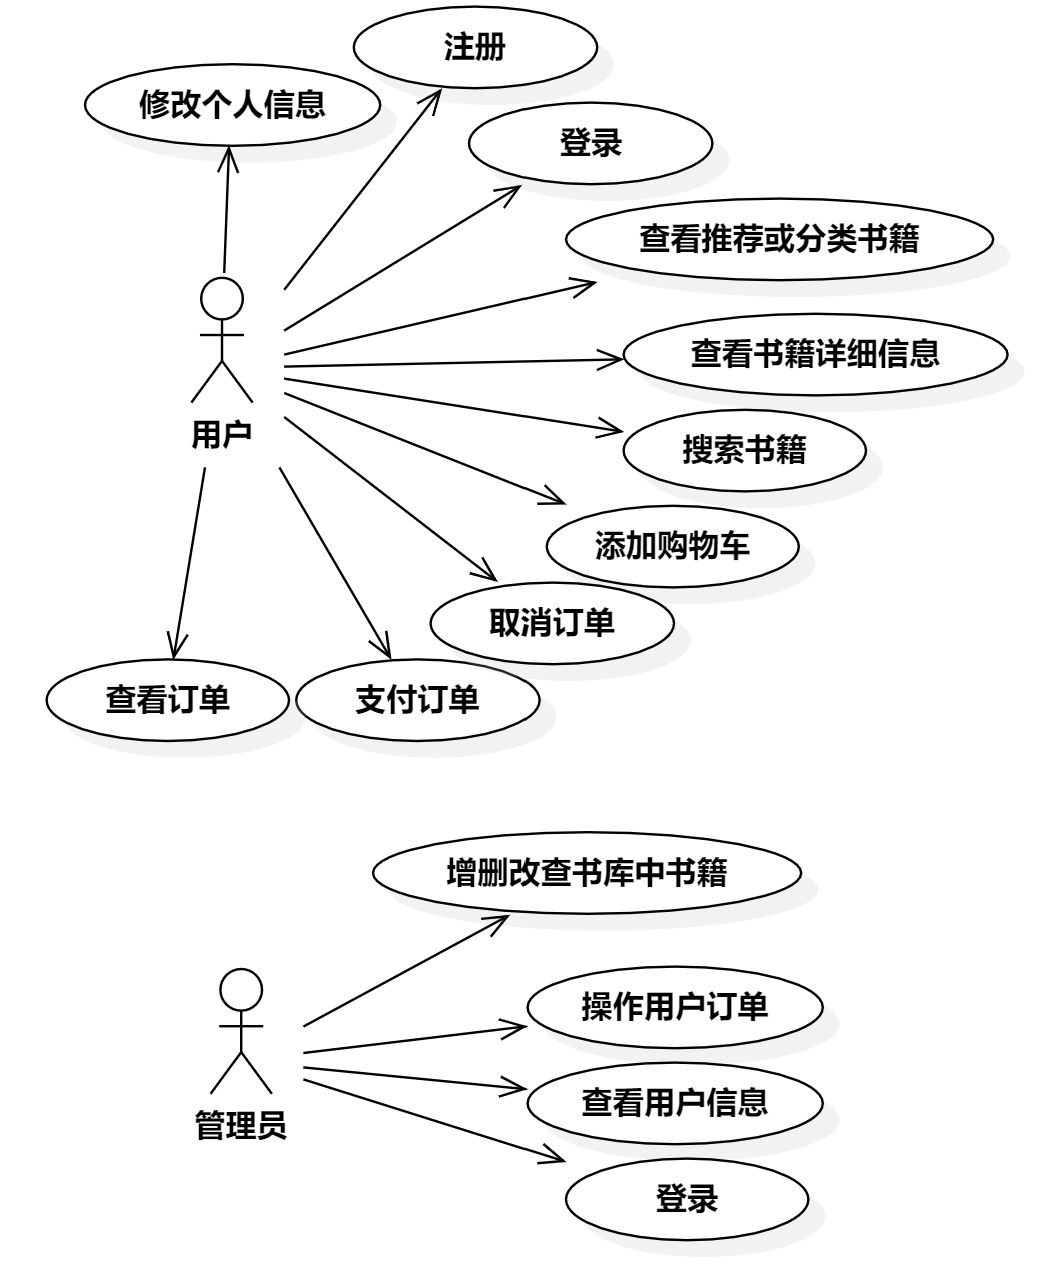 注册
修改个人信息
登录
查看推荐或分类书籍
查看书籍详细信息
用户
搜索书籍
添加购物车
取消订单
查看订单
支付订单
增删改查书库中书籍
操作用户订单
查看用户信息
管理员
登录